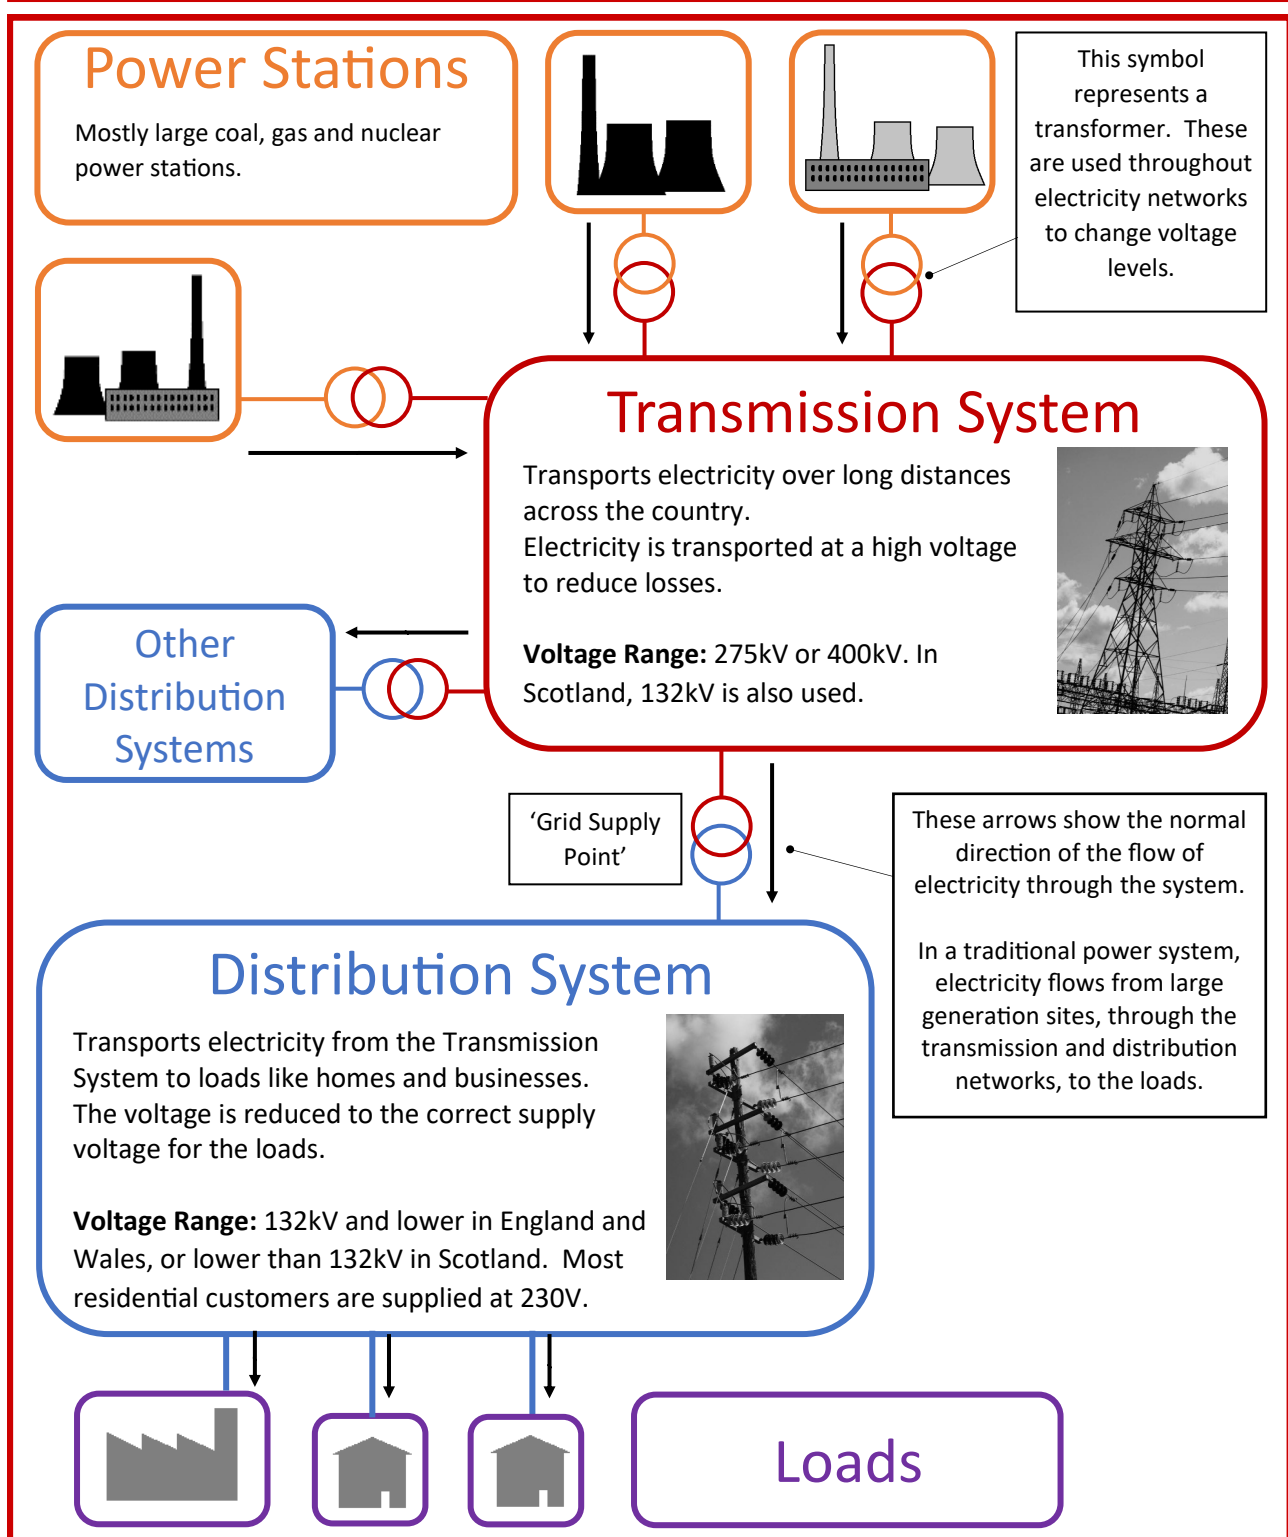 Power Stations
Mostly large coal, gas and nuclear
power stations.
This symbol
represents a
transformer.  These
are used throughout
electricity networks
to change voltage
levels.
Transmission System
Transports electricity over long distances
across the country.
Electricity is transported at a high voltage
to reduce losses.
Voltage Range: 275kV or 400kV. In
Scotland, 132kV is also used.
Other
Distribution
Systems
‘Grid Supply
Point’
These arrows show the normal
direction of the flow of
electricity through the system.
In a traditional power system,
electricity flows from large
generation sites, through the
transmission and distribution
networks, to the loads.
Distribution System
Transports electricity from the Transmission
System to loads like homes and businesses.
The voltage is reduced to the correct supply
voltage for the loads.
Voltage Range: 132kV and lower in England and
Wales, or lower than 132kV in Scotland.  Most
residential customers are supplied at 230V.
Loads